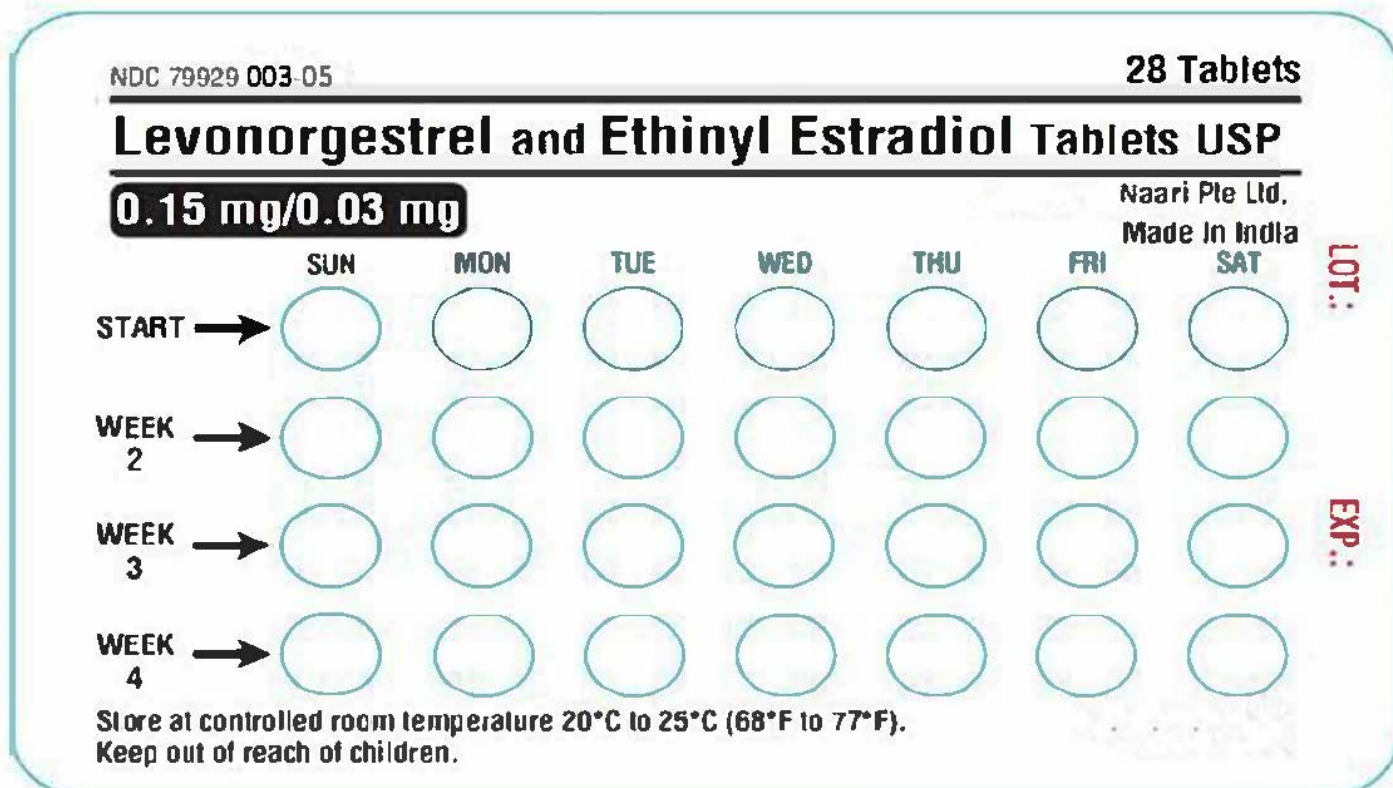 NDC 79929 003-05
28 Tablets
Levonorgestrel and Ethinyl Estradiol Tablets USP
0.15 mg/0.03 mg
Naari Pte Ltd.
Made In India
SUN MON TUE WED THU FRI SAT
START
WEEK
2
WEEK
3
WEEK
4
Store at controlled room temperature 20°C to 25°C (68°F to 77°F).
Keep out of reach of children.
LOT.:
EXP.: